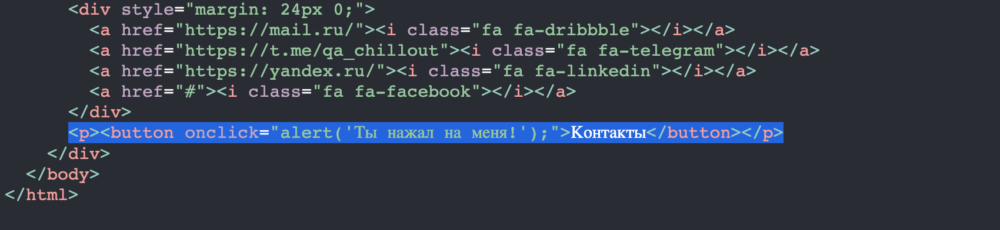 <div style="margin: 24px 0;">
<a href="https://mail.ru/"><i class="fa fa-dribbble"></i></a>
<a href="https://t.me/qa_chillout"><i class="fa fa-telegram"></i></a>
<a href="https://yandex.ru/"><i class="fa fa-linkedin"></i></a>
<a href="#"><i class="fa fa-facebook"></i></a>
</div>
<p><button onclick="alert('Ты нажал на меня!');">Контакты</button></p>
</div>
</body>
</html>